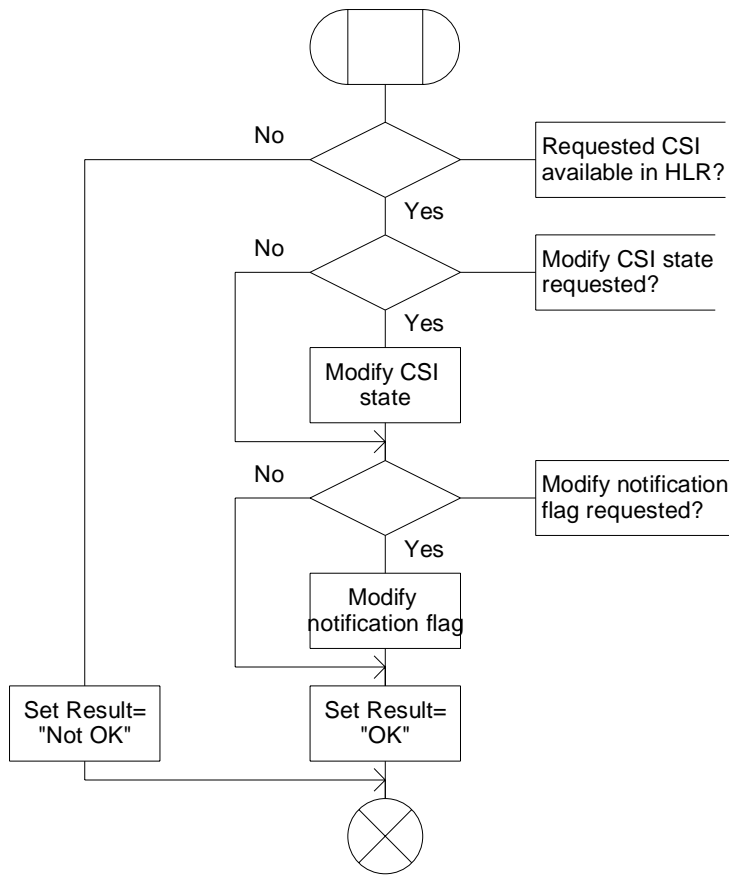 No
Requested CSI
available in HLR?
Yes
No
Modify CSI state
requested?
Yes
Modify CSI
state
No
Modify notification
flag requested?
Yes
Modify
notification flag
Set Result=
"Not OK"
Set Result=
"OK"